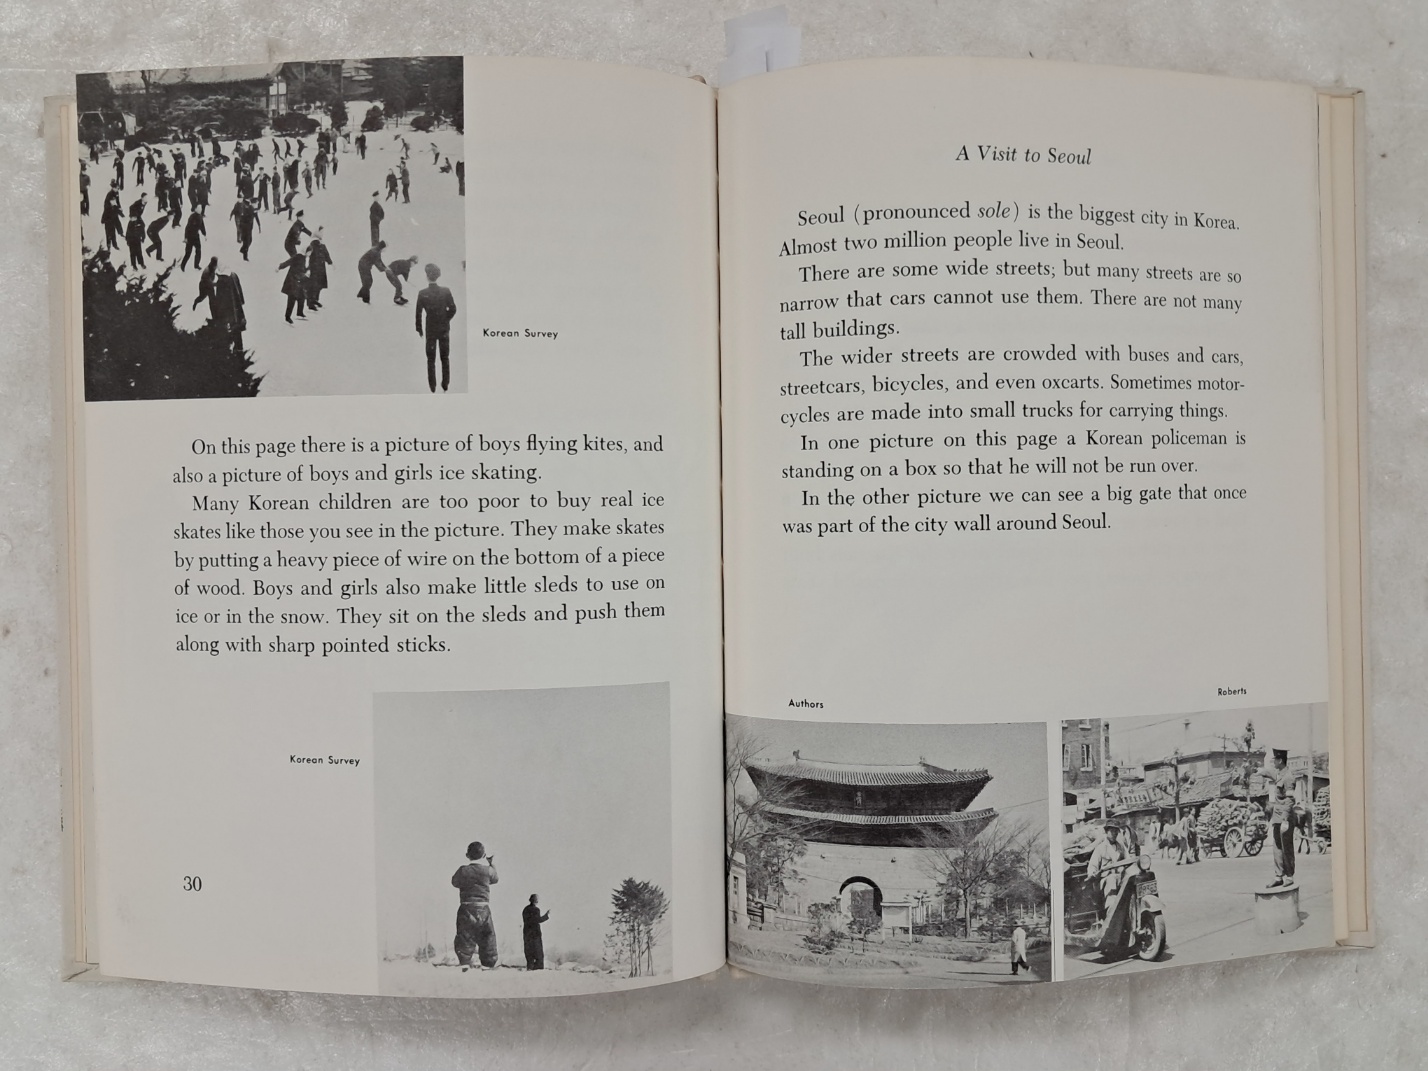 Korean Survey
On this page there is a picture of boys flying kites, and
also a picture of boys and girls ice skating.
Many Korean children are too poor to buy real ice
skates like those you see in the picture. They make skates
by putting a heavy piece of wire on the bottom of a piece
of wood. Boys and girls also make little sleds to use on
ice or in the snow. They sit on the sleds and push them
along with sharp pointed sticks.
Korean Survey
30
A Visit to Seoul
Seoul (pronounced sole) is the biggest city in Korea.
Almost two million people live in Seoul.
There are some wide streets; but many streets are so
narrow that cars cannot use them. There are not many
tall buildings.
The wider streets are crowded with buses and cars,
streetcars, bicycles, and even oxcarts. Sometimes motor-
cycles are made into small trucks for carrying things.
In one picture on this page a Korean policeman is
standing on a box so that he will not be run over.
In the other picture we can see a big gate that once
was part of the city wall around Seoul.
Authors
Roberts